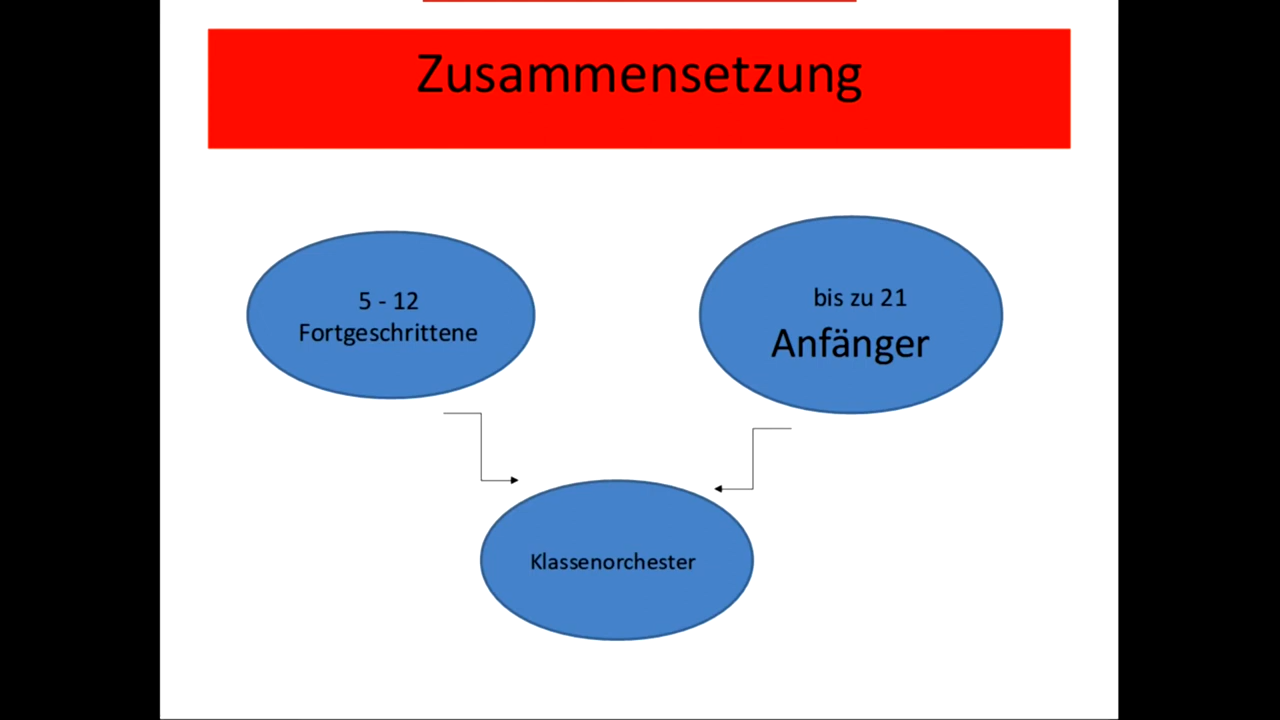 Zusammensetzung
5 - 12
Fortgeschrittene
bis zu 21
Anfänger
Klassenorchester